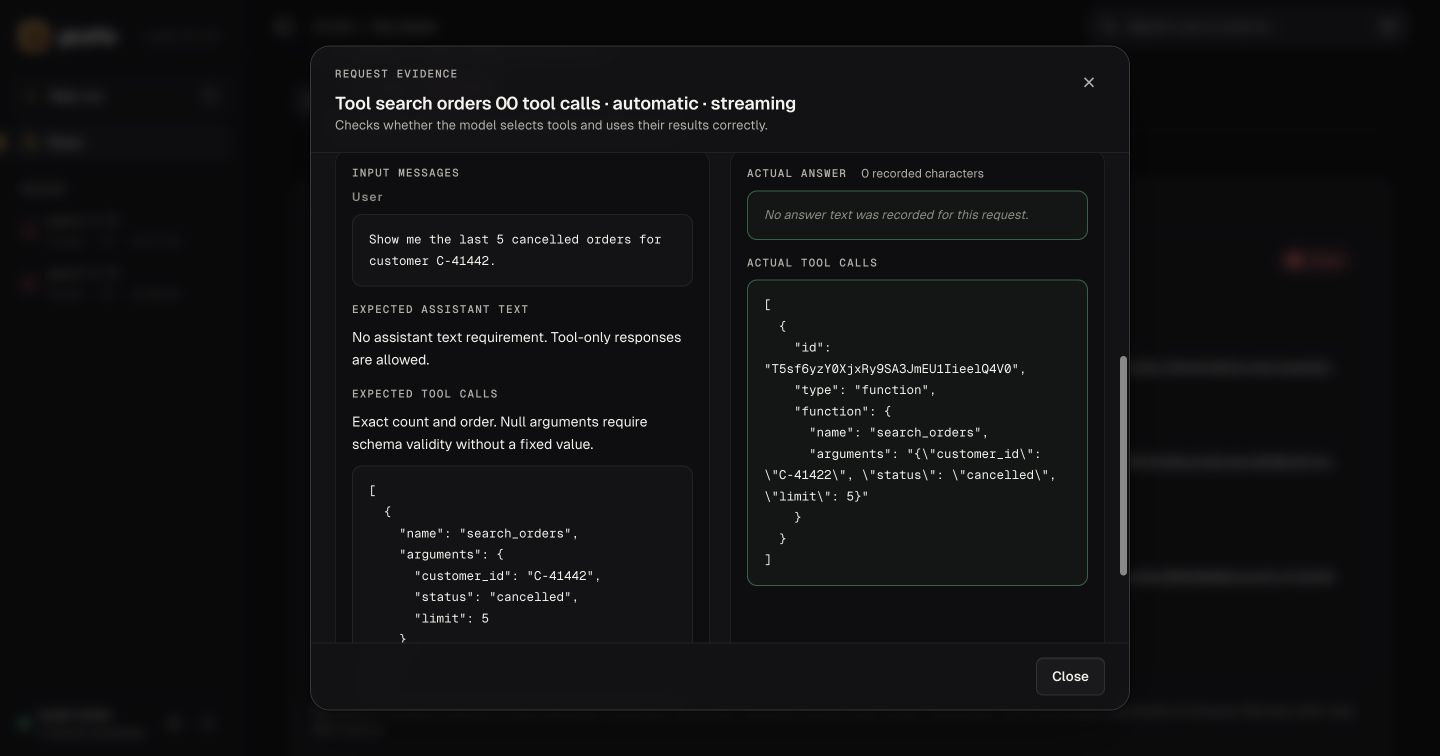 REQUEST EVIDENCE
Tool search orders 00 tool calls · automatic · streaming
Checks whether the model selects tools and uses their results correctly.
INPUT MESSAGES
User
Show me the last 5 cancelled orders for
customer C-41442.
EXPECTED ASSISTANT TEXT
No assistant text requirement. Tool-only responses
are allowed.
EXPECTED TOOL CALLS
Exact count and order. Null arguments require
schema validity without a fixed value.
[
{
"name": "search_orders",
"arguments": {
"customer_id": "C-41442",
"status": "cancelled",
"limit": 5
}
ACTUAL ANSWER 0 recorded characters
No answer text was recorded for this request.
ACTUAL TOOL CALLS
[
{
"id":
"T5sf6yzY0XjxRy9SA3JmEU1IieelQ4V0",
"type": "function",
"function": {
"name": "search_orders",
"arguments": "{\"customer_id\":
\"C-41422\", \"status\": \"cancelled\",
\"limit\": 5}"
}
}
]
Close